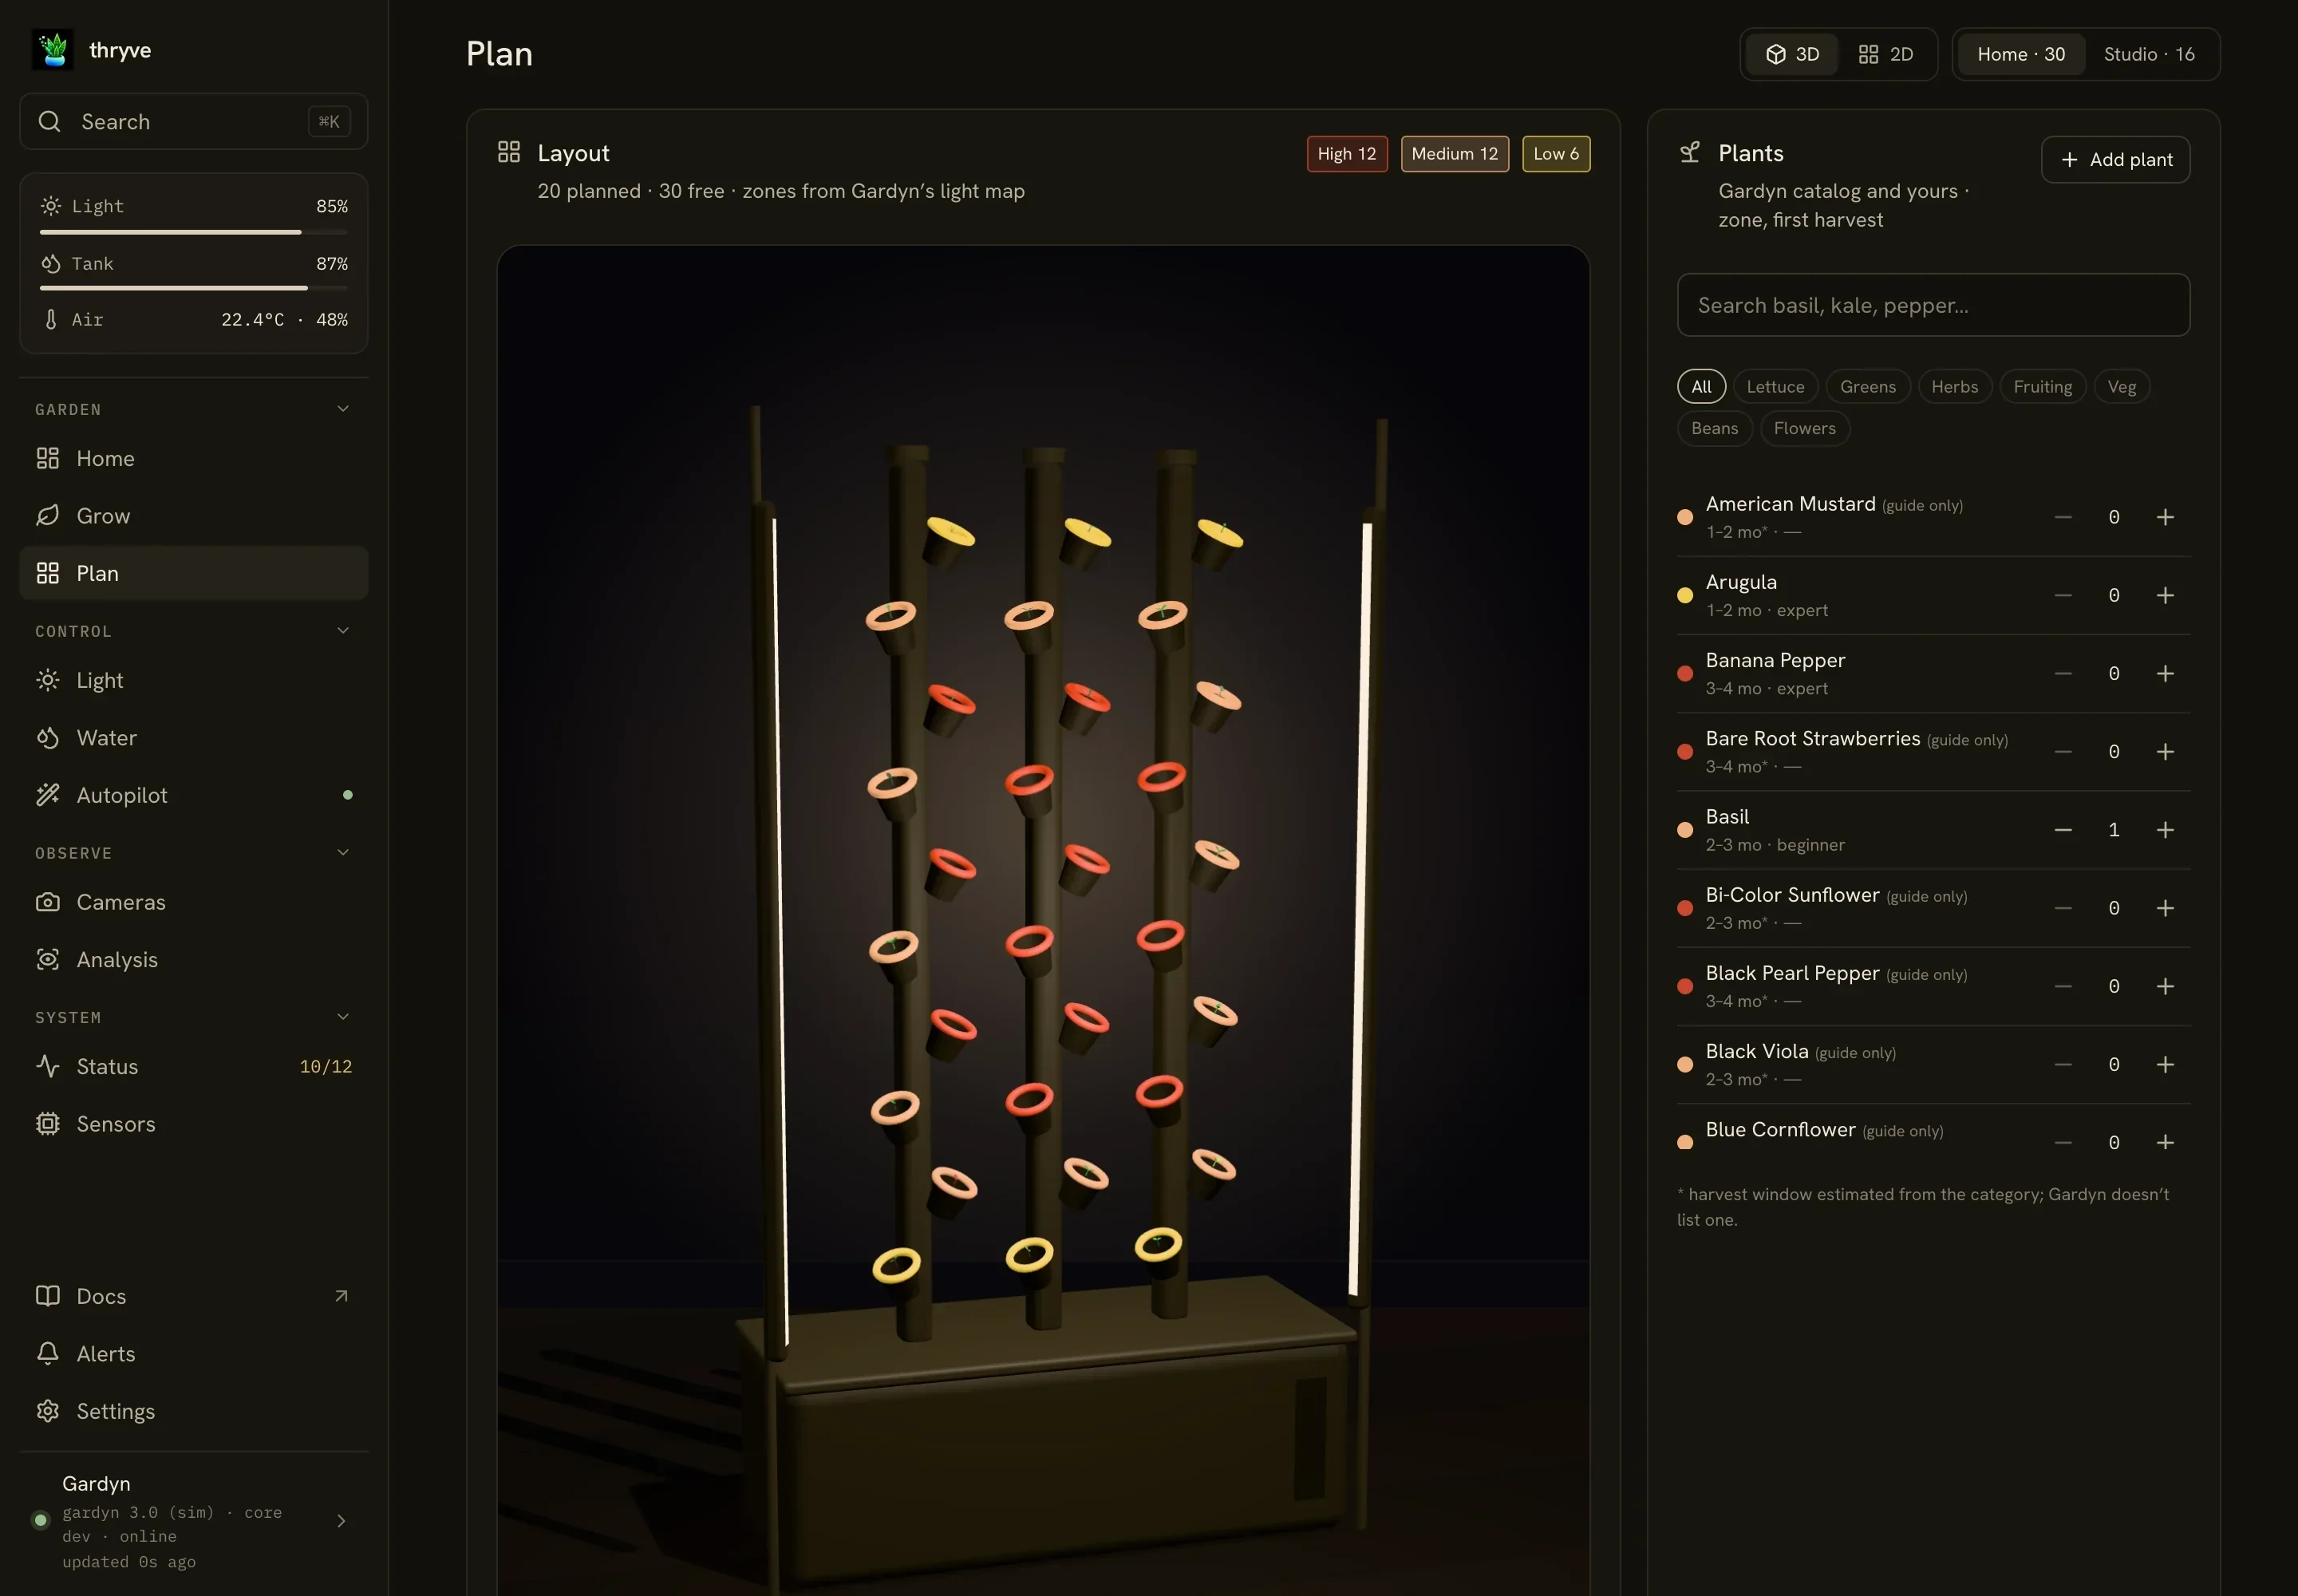 thryve
Search
⌘K
Light
85%
Tank
87%
Air
22.4°C · 48%
GARDEN
Home
Grow
Plan
CONTROL
Light
Water
Autopilot
OBSERVE
Cameras
Analysis
SYSTEM
Status
10/12
Sensors
Docs
Alerts
Settings
Gardyn
gardyn 3.0 (sim) · core
dev · online
updated 0s ago
Plan
3D
2D
Home · 30
Studio · 16
Layout
20 planned · 30 free · zones from Gardyn’s light map
High 12
Medium 12
Low 6
Plants
Gardyn catalog and yours ·
zone, first harvest
Add plant
Search basil, kale, pepper…
All
Lettuce
Greens
Herbs
Fruiting
Veg
Beans
Flowers
American Mustard (guide only)
1–2 mo* · —
0
Arugula
1–2 mo · expert
0
Banana Pepper
3–4 mo · expert
0
Bare Root Strawberries (guide only)
3–4 mo* · —
0
Basil
2–3 mo · beginner
1
Bi-Color Sunflower (guide only)
2–3 mo* · —
0
Black Pearl Pepper (guide only)
3–4 mo* · —
0
Black Viola (guide only)
2–3 mo* · —
0
Blue Cornflower (guide only)
0
* harvest window estimated from the category; Gardyn doesn’t
list one.